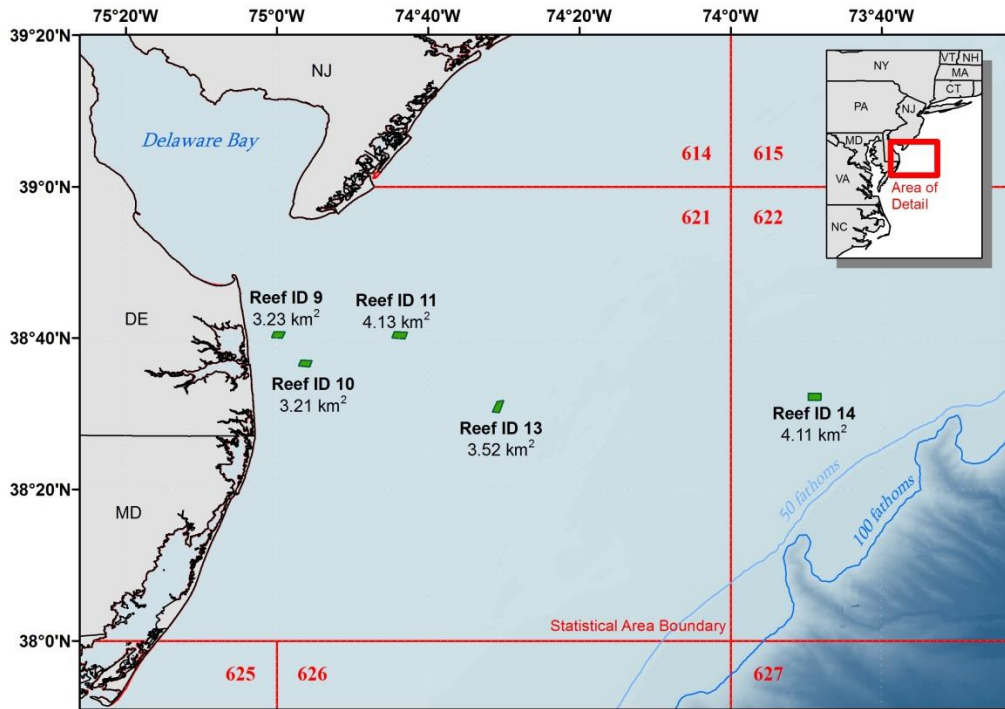 75°20'W 75°0'W 74°40'W 74°20'W 74°0'W 73°40'W
39°20'N
39°0'N
38°40'N
38°20'N
38°0'N
NJ
Delaware Bay
DE
MD
614 615
621 622
625 626
627
Reef ID 9
3.23 km²
Reef ID 11
4.13 km²
Reef ID 10
3.21 km²
Reef ID 13
3.52 km²
Reef ID 14
4.11 km²
50 fathoms
100 fathoms
Statistical Area Boundary
NY
VT NH
MA
CT
PA
NJ
MD
VA
NC
Area of
Detail